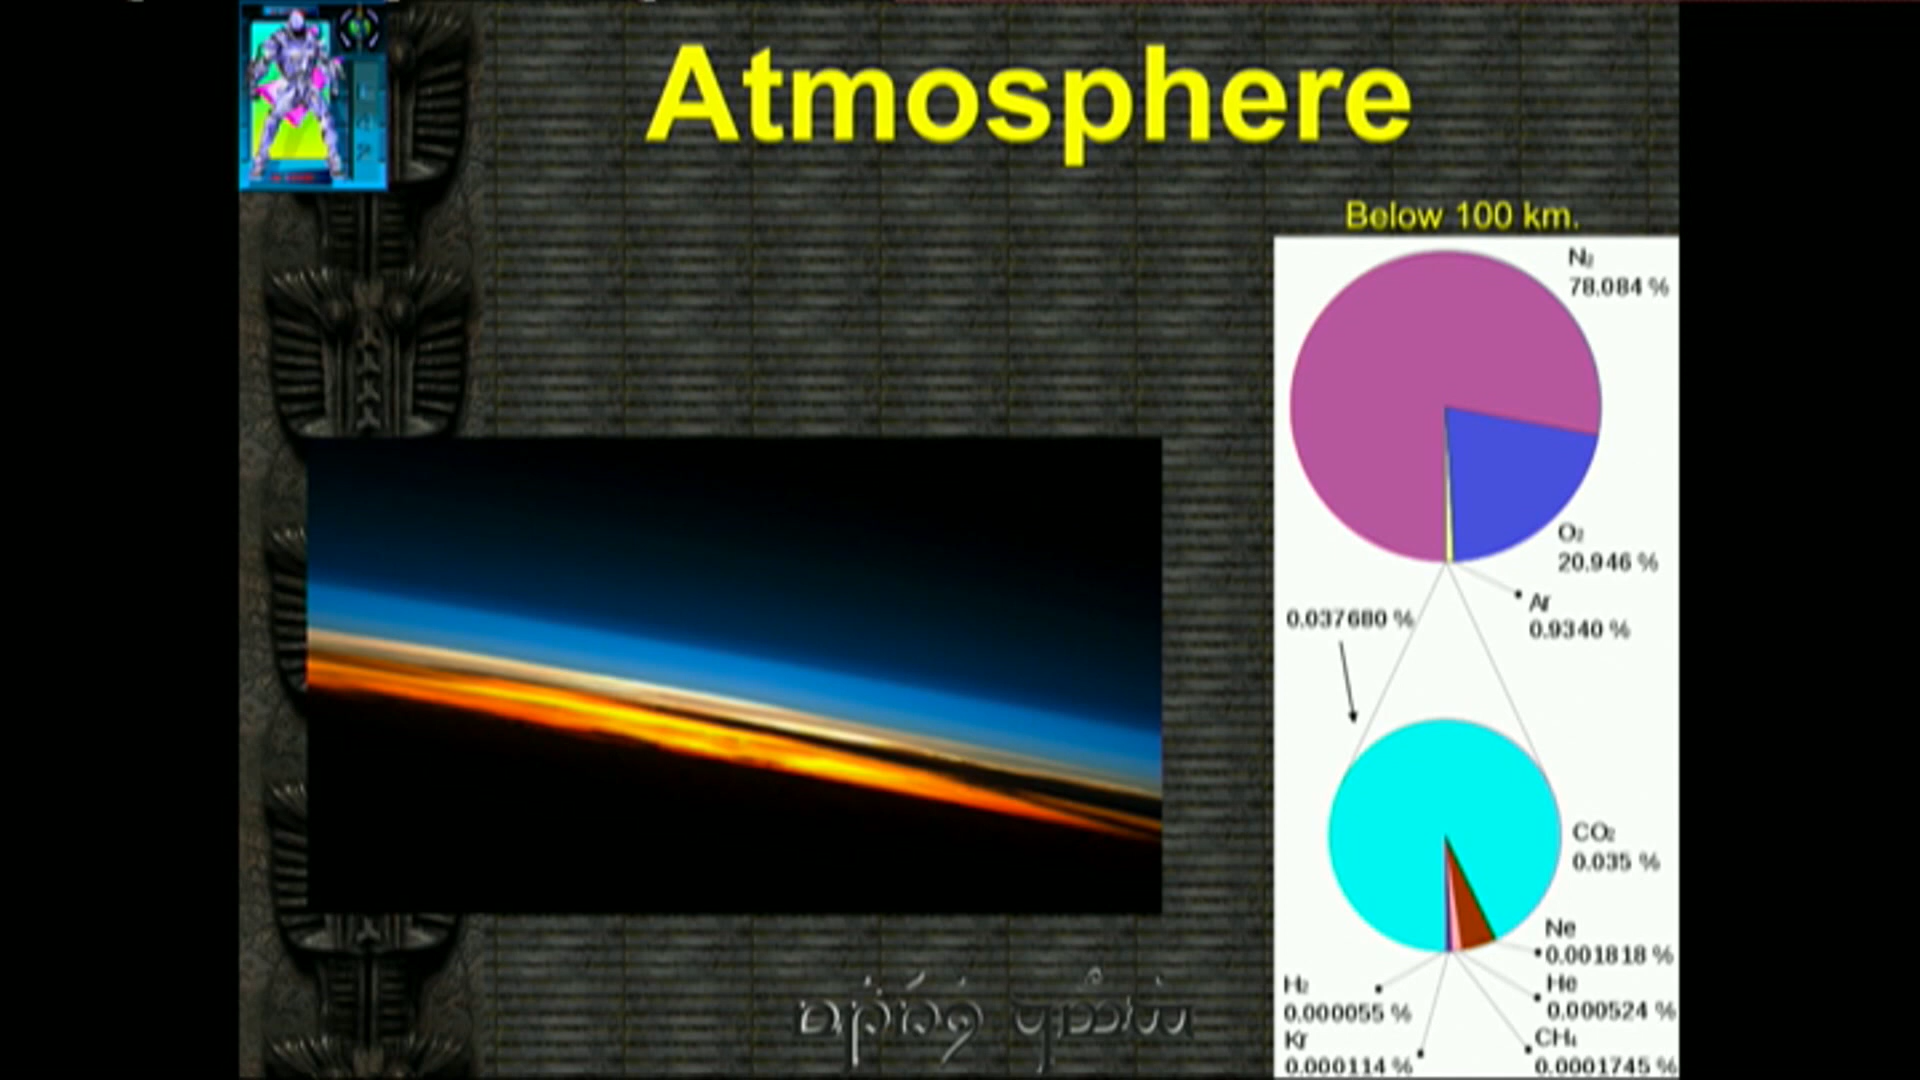 Atmosphere
Below 100 km.
N₂
78.084 %
O₂
20.946 %
Ar
0.9340 %
0.037680 %
CO₂
0.035 %
Ne
0.001818 %
He
0.000524 %
CH₄
0.0001745 %
H₂
0.000055 %
Kr
0.000114 %